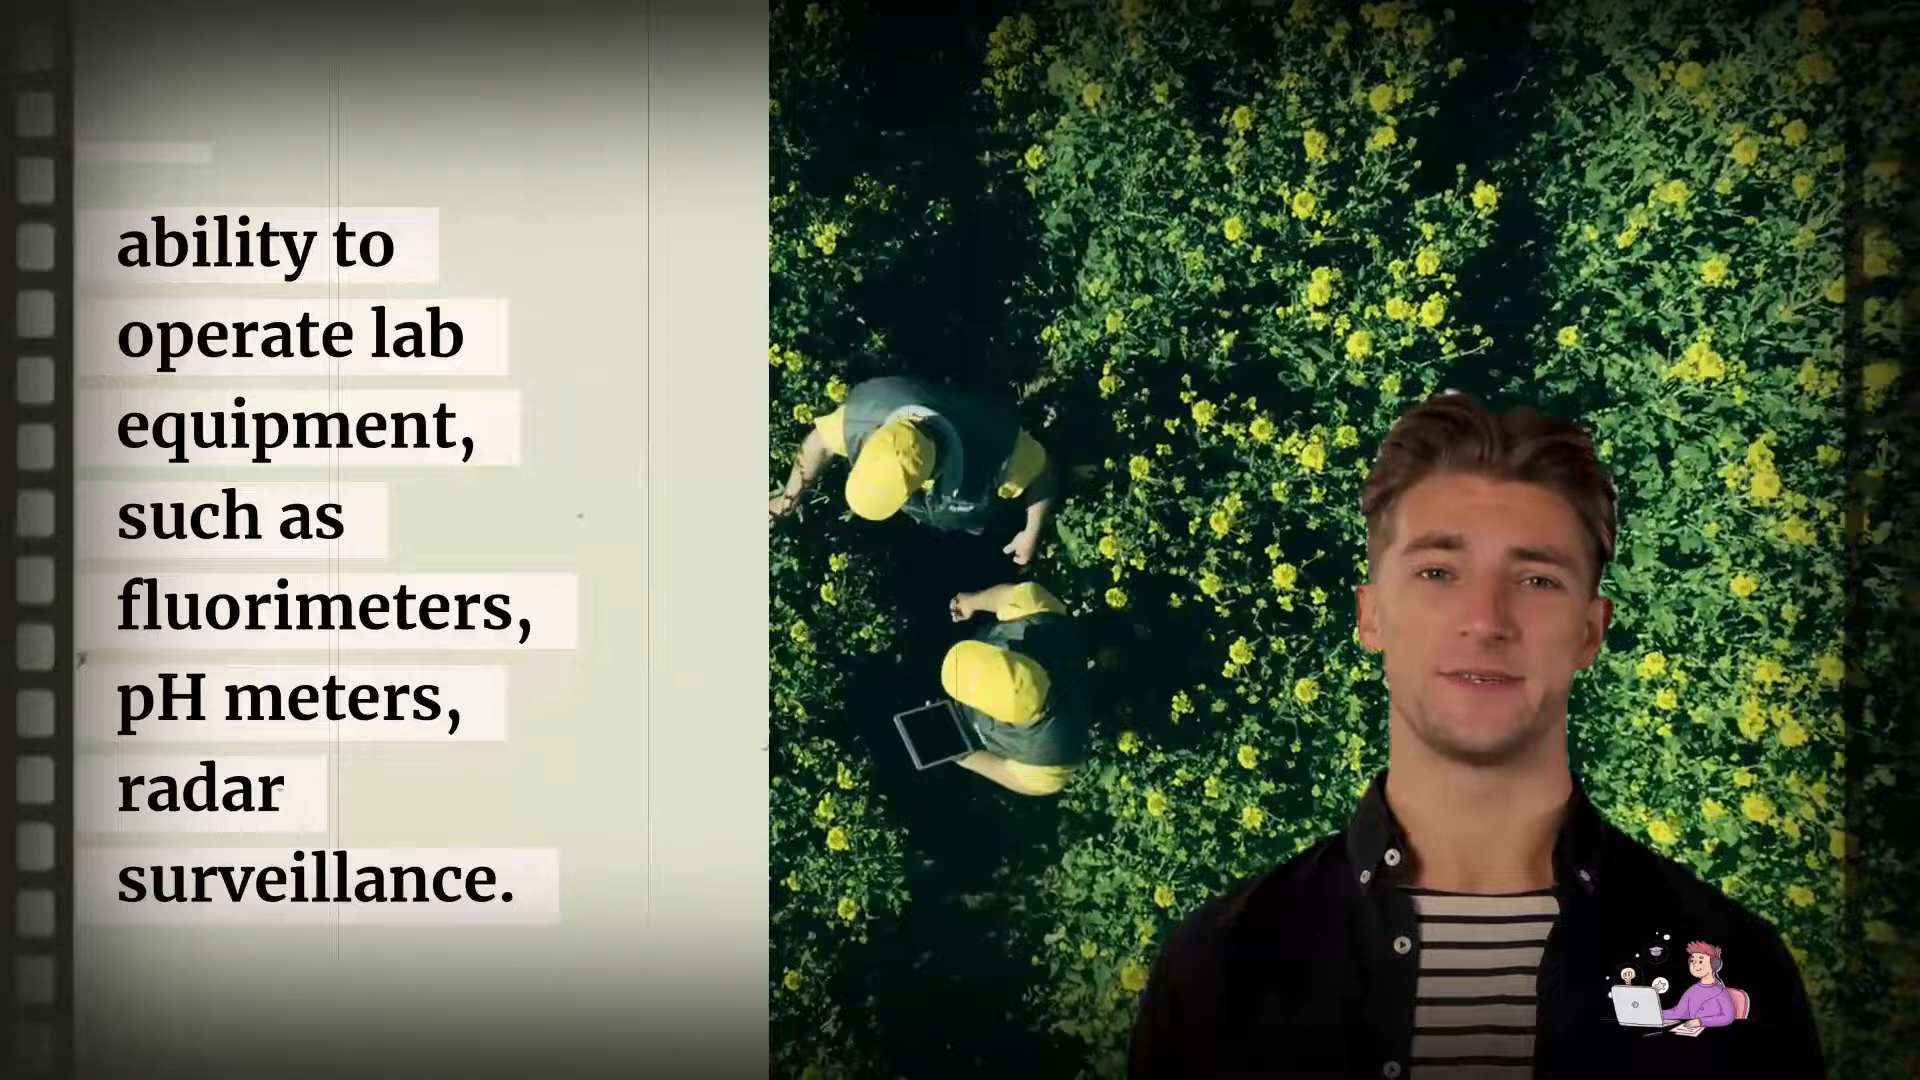 ability to
operate lab
equipment,
such as
fluorimeters,
pH meters,
radar
surveillance.